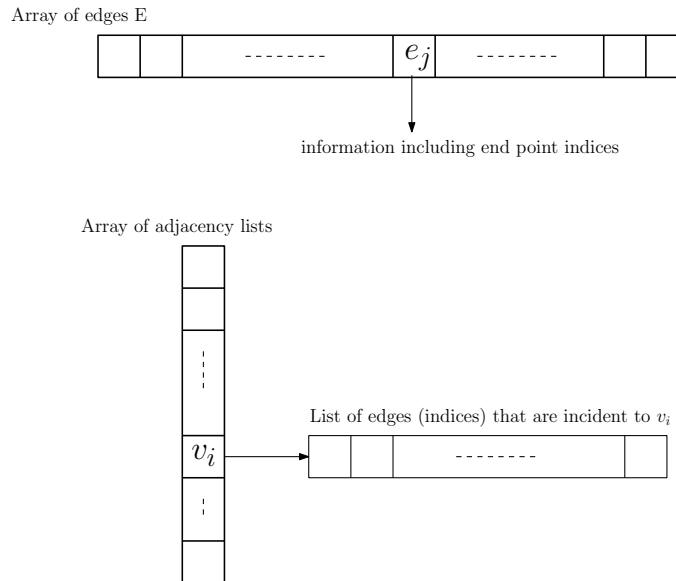 Array of edges E
e_j
information including end point indices
Array of adjacency lists
List of edges (indices) that are incident to v_i
v_i